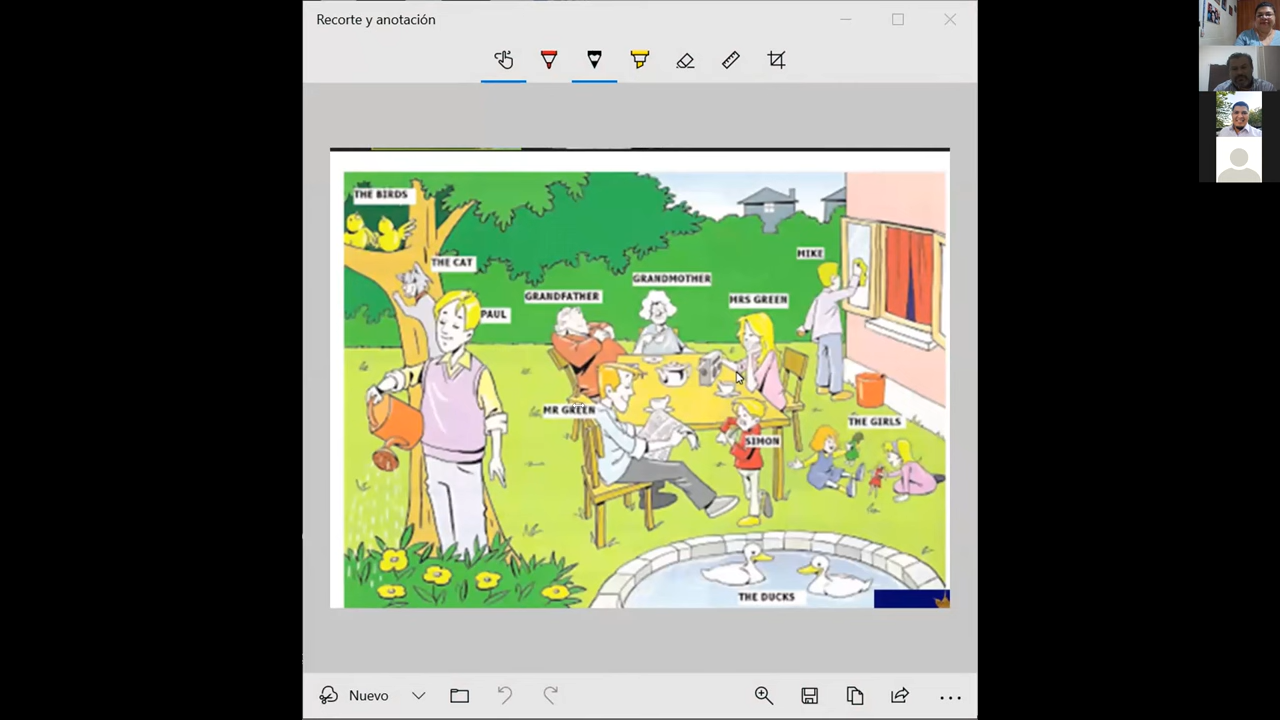 Recorte y anotación
THE BIRDS
THE CAT
PAUL
GRANDFATHER
GRANDMOTHER
MRS GREEN
MIKE
MR GREEN
SIMON
THE GIRLS
THE DUCKS
Nuevo